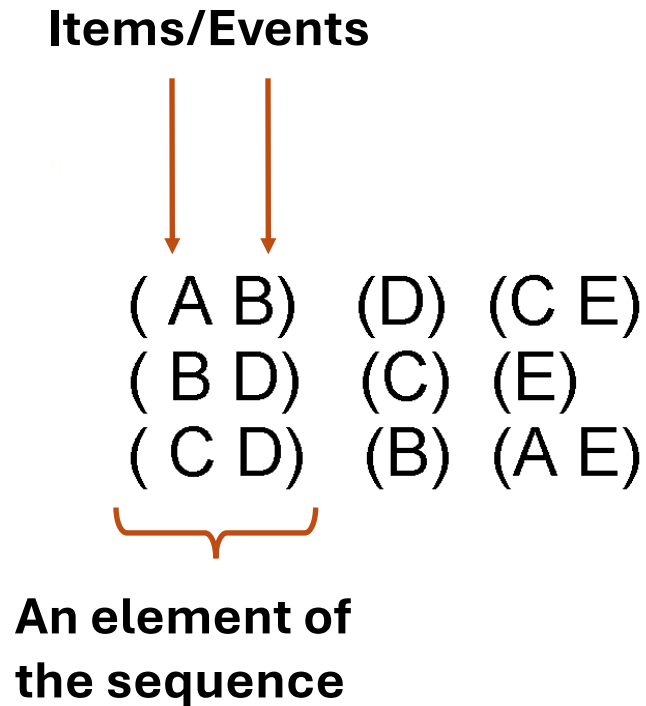 Items/Events
( A B) (D) (C E)
( B D) (C) (E)
( C D) (B) (A E)
An element of
the sequence